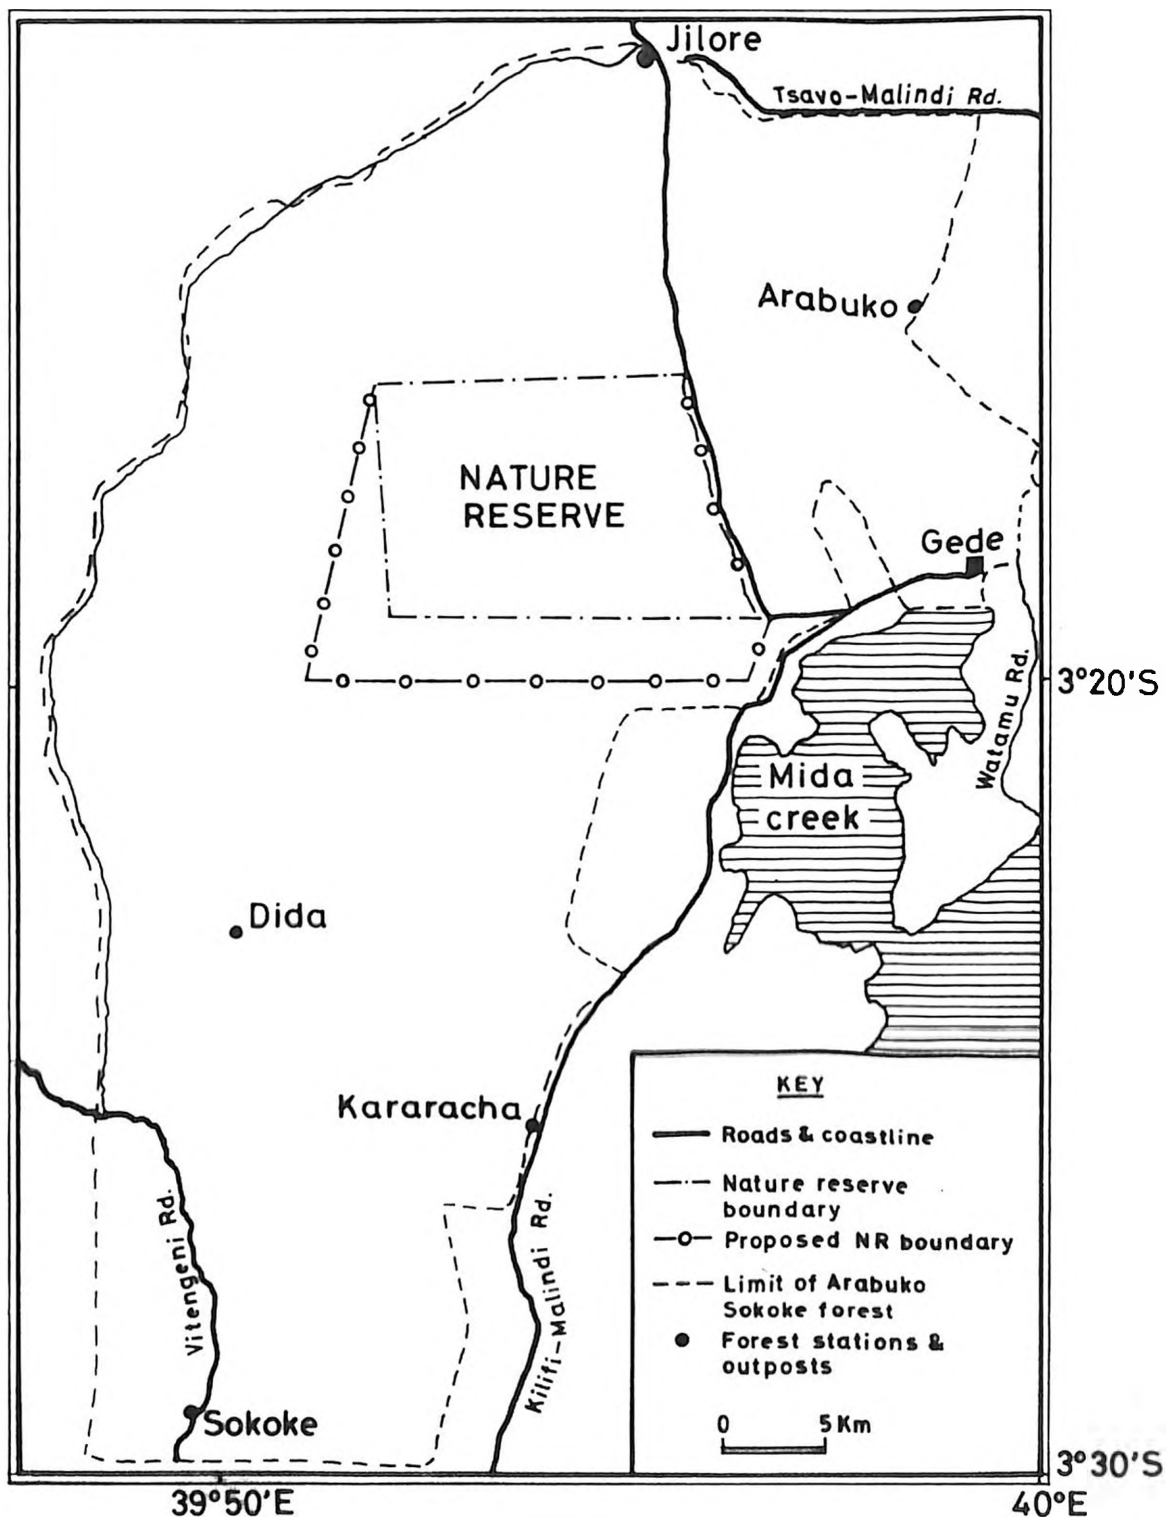 Jilore
Tsavo-Malindi Rd.
Arabuko
NATURE
RESERVE
Gede
Watamu Rd.
3°20'S
Mida
creek
Dida
Kararacha
Vitengeni Rd.
Kilifi-Malindi Rd.
Sokoke
KEY
Roads & coastline
Nature reserve
boundary
Proposed NR boundary
Limit of Arabuko
Sokoke forest
Forest stations &
outposts
0 5 Km
3°30'S
39°50'E
40°E